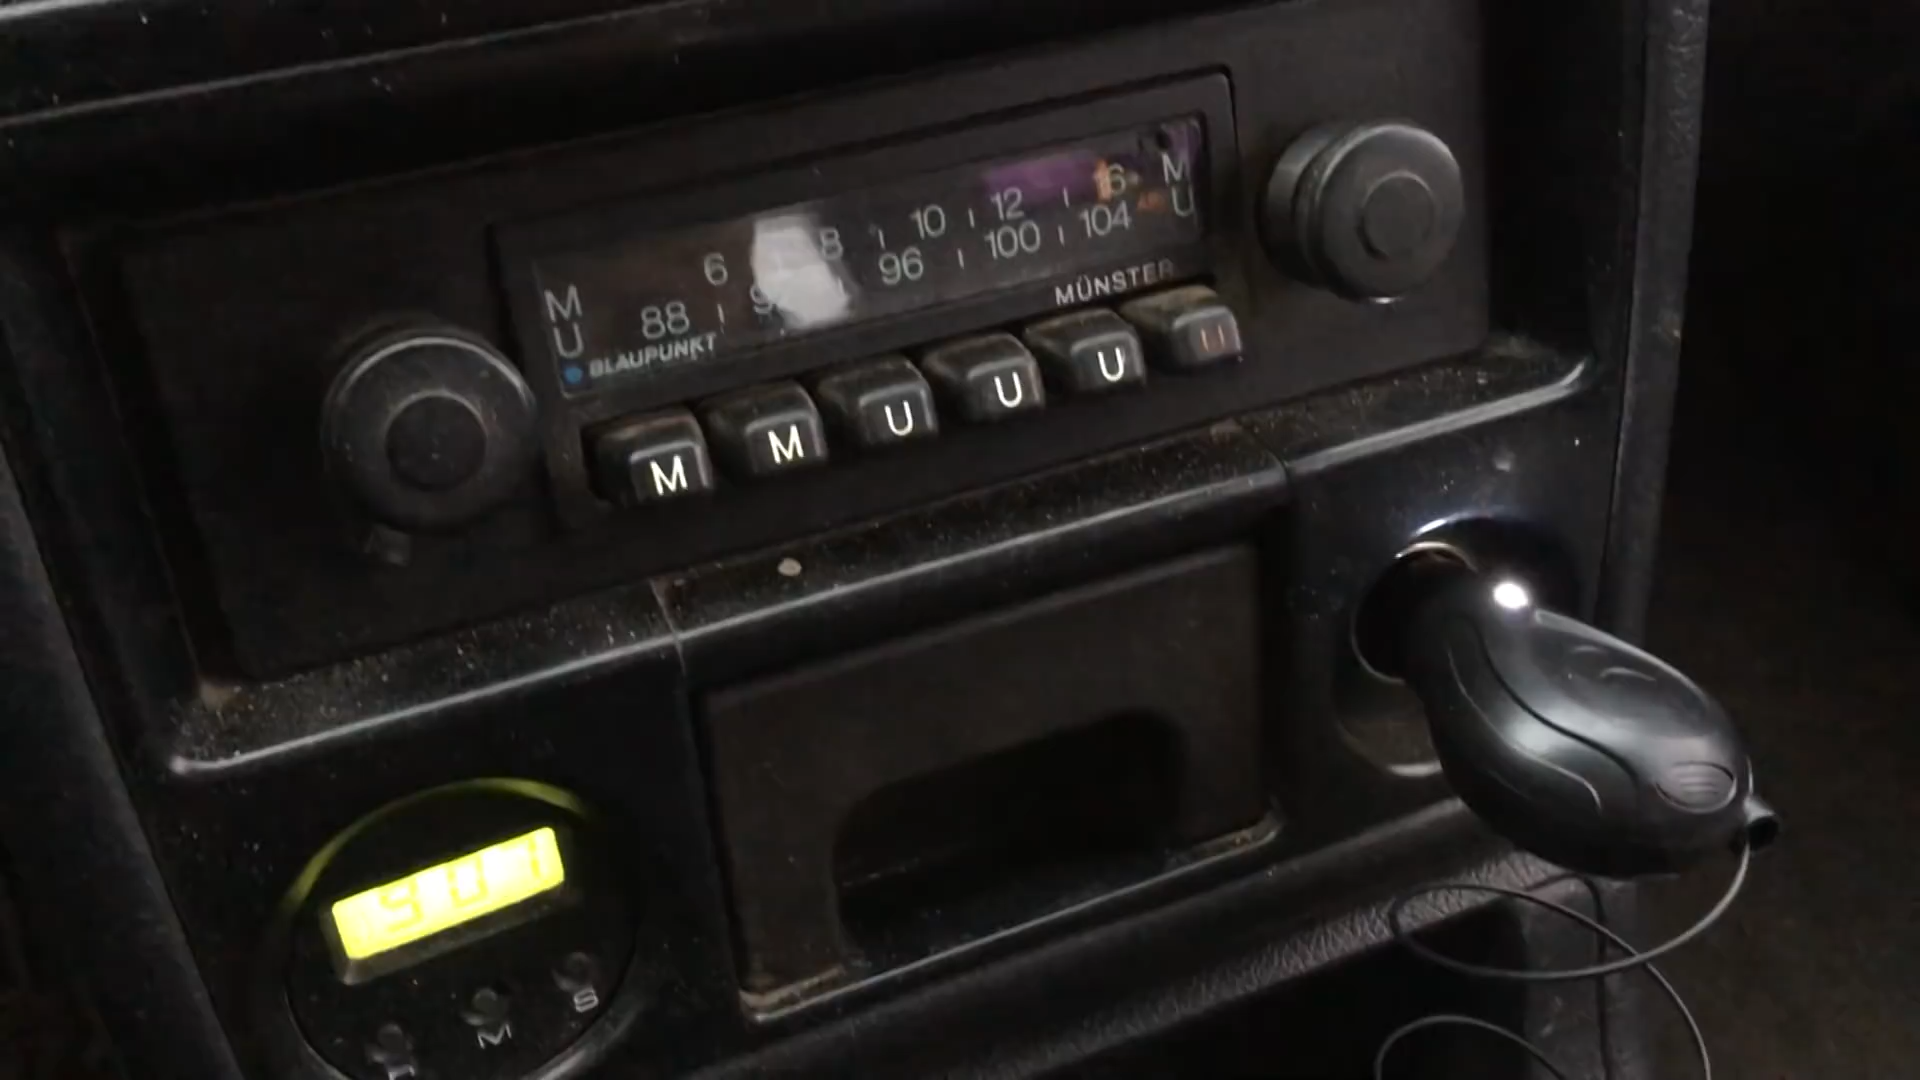 M 6 8 10 12 16 M
U 88 96 100 104 U
BLAUPUNKT
MÜNSTER
M M U U U U
H M S